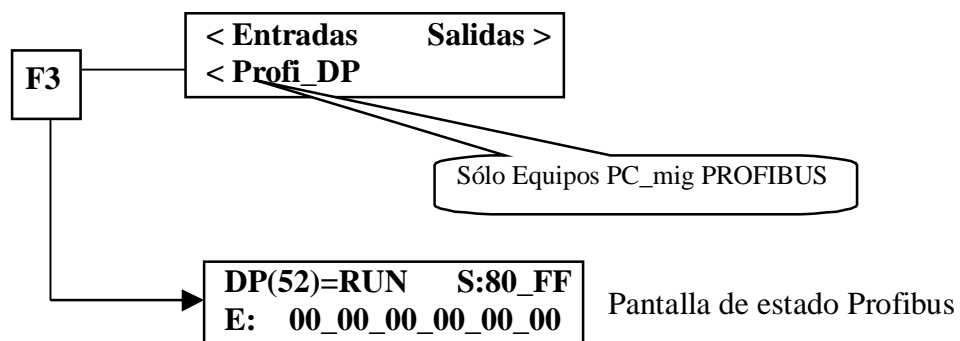 < Entradas Salidas >
F3
< Profi_DP
Sólo Equipos PC_mig PROFIBUS
DP(52)=RUN S:80_FF
E: 00_00_00_00_00_00
Pantalla de estado Profibus